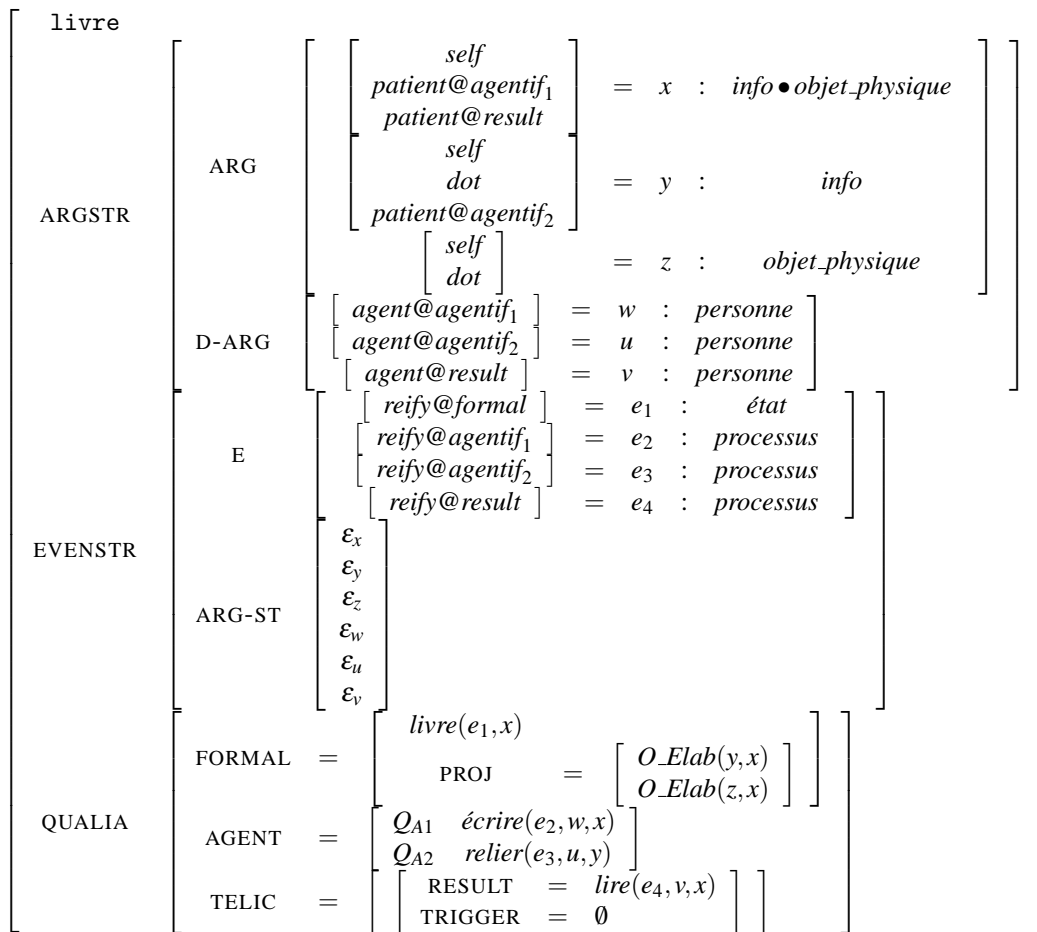 livre
self
patient@agentif₁ = x : info•objet_physique
patient@result
self
ARG
dot = y : info
ARGSTR
patient@agentif₂
self
= z : objet_physique
dot
[ agent@agentif₁ ] = w : personne
D-ARG [ agent@agentif₂ ] = u : personne
[ agent@result ] = v : personne
[ reify@formal ] = e₁ : état
[ reify@agentif₁ ] = e₂ : processus
E
[ reify@agentif₂ ] = e₃ : processus
[ reify@result ] = e₄ : processus
εx
EVENSTR
εy
εz
ARG-ST
εw
εu
εv
livre(e₁,x)
FORMAL =
PROJ = [ O_Elab(y,x)
O_Elab(z,x) ]
QUALIA
AGENT = [ Q_A1 écrire(e₂,w,x)
Q_A2 relier(e₃,u,y) ]
TELIC = [ [ RESULT = lire(e₄,v,x)
TRIGGER = ∅ ] ]